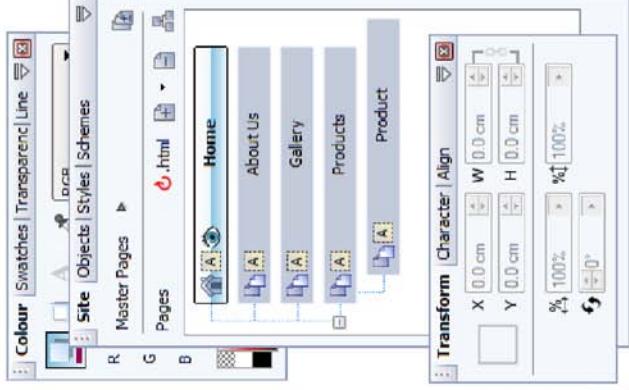 Colour Swatches Transparenc Line
RGB
R
G
B
Site Objects Styles Schemes
Master Pages
Pages .html
A Home
A About Us
A Gallery
A Products
A Product
Transform Character Align
X 0.0 cm W 0.0 cm
Y 0.0 cm H 0.0 cm
% 100% % 100%
0°